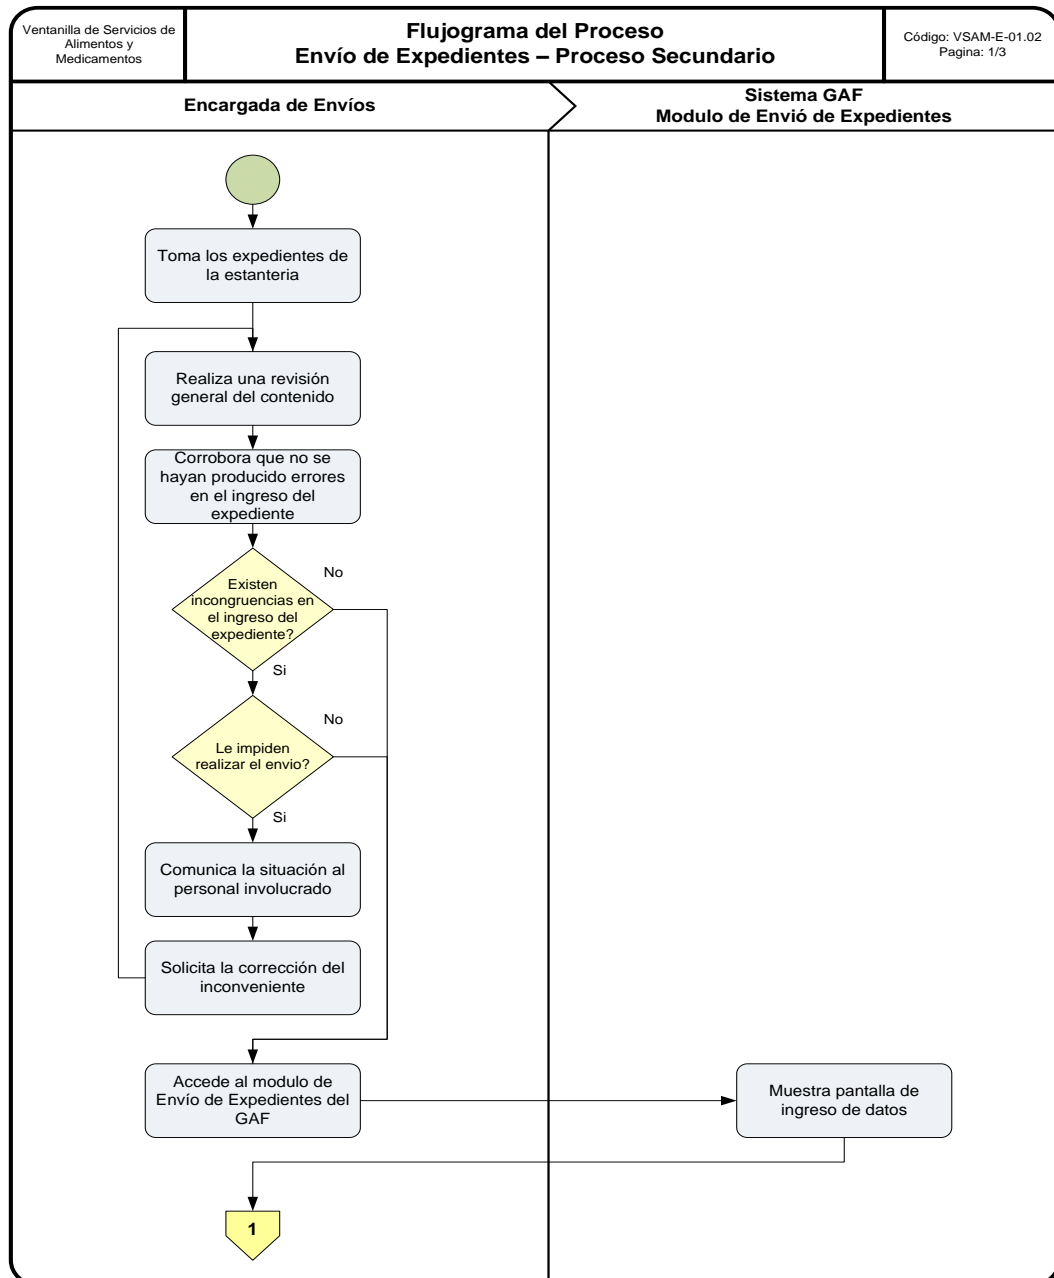 Ventanilla de Servicios de
Alimentos y
Medicamentos
Flujograma del Proceso
Envío de Expedientes – Proceso Secundario
Código: VSAM-E-01.02
Pagina: 1/3
Encargada de Envíos
Sistema GAF
Modulo de Envió de Expedientes
Toma los expedientes de
la estanteria
Realiza una revisión
general del contenido
Corrobora que no se
hayan producido errores
en el ingreso del
expediente
Existen
incongruencias en
el ingreso del
expediente?
No
Si
Le impiden
realizar el envio?
No
Si
Comunica la situación al
personal involucrado
Solicita la corrección del
inconveniente
Accede al modulo de
Envío de Expedientes del
GAF
Muestra pantalla de
ingreso de datos
1